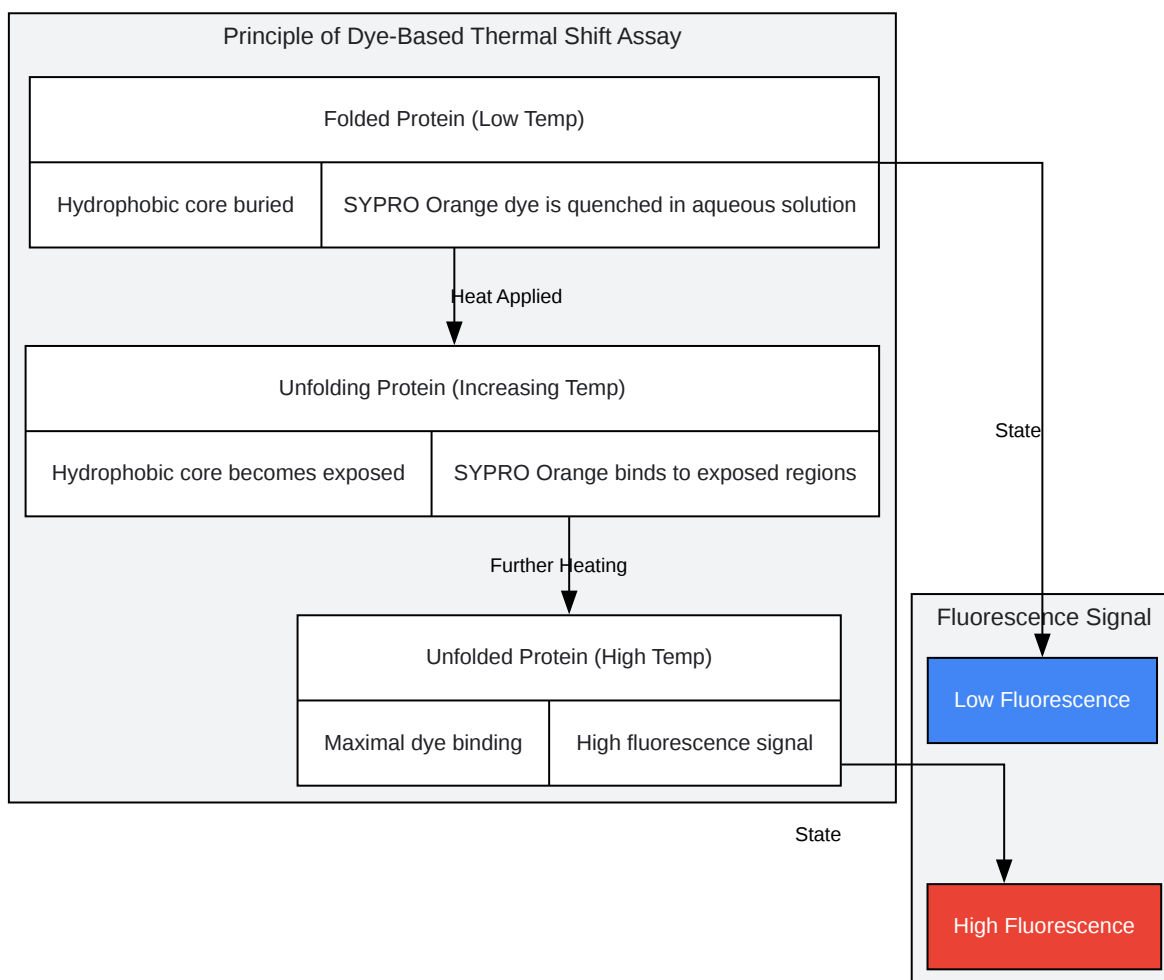 Principle of Dye-Based Thermal Shift Assay
Folded Protein (Low Temp)
Hydrophobic core buried
SYPRO Orange dye is quenched in aqueous solution
Heat Applied
Unfolding Protein (Increasing Temp)
Hydrophobic core becomes exposed
SYPRO Orange binds to exposed regions
State
Further Heating
Unfolded Protein (High Temp)
Maximal dye binding
High fluorescence signal
State
Fluorescence Signal
Low Fluorescence
High Fluorescence